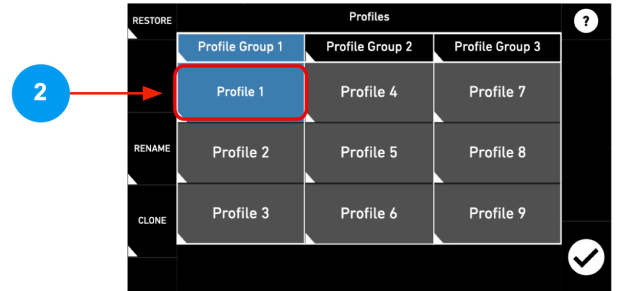 RESTORE
Profiles
?
Profile Group 1
Profile Group 2
Profile Group 3
2
Profile 1
Profile 4
Profile 7
RENAME
Profile 2
Profile 5
Profile 8
CLONE
Profile 3
Profile 6
Profile 9